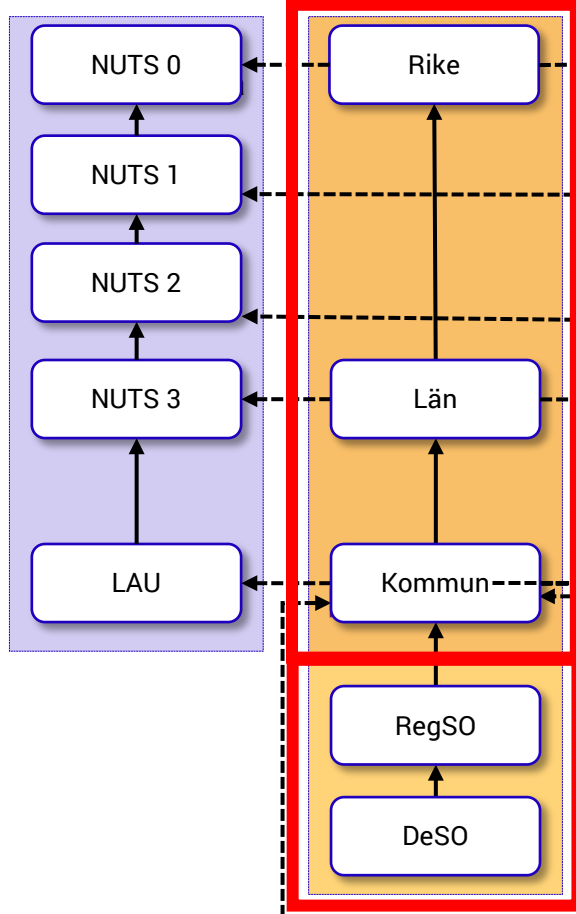 NUTS 0
NUTS 1
NUTS 2
NUTS 3
LAU
Rike
Län
Kommun
RegSO
DeSO